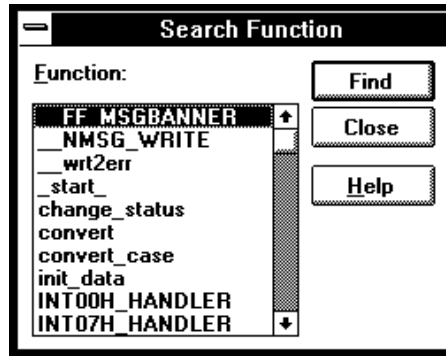 Search Function
Function:
__FF_MSGBANNER
__NMSG_WRITE
__wrt2err
_start_
change_status
convert
convert_case
init_data
INT00H_HANDLER
INT07H_HANDLER
Find
Close
Help